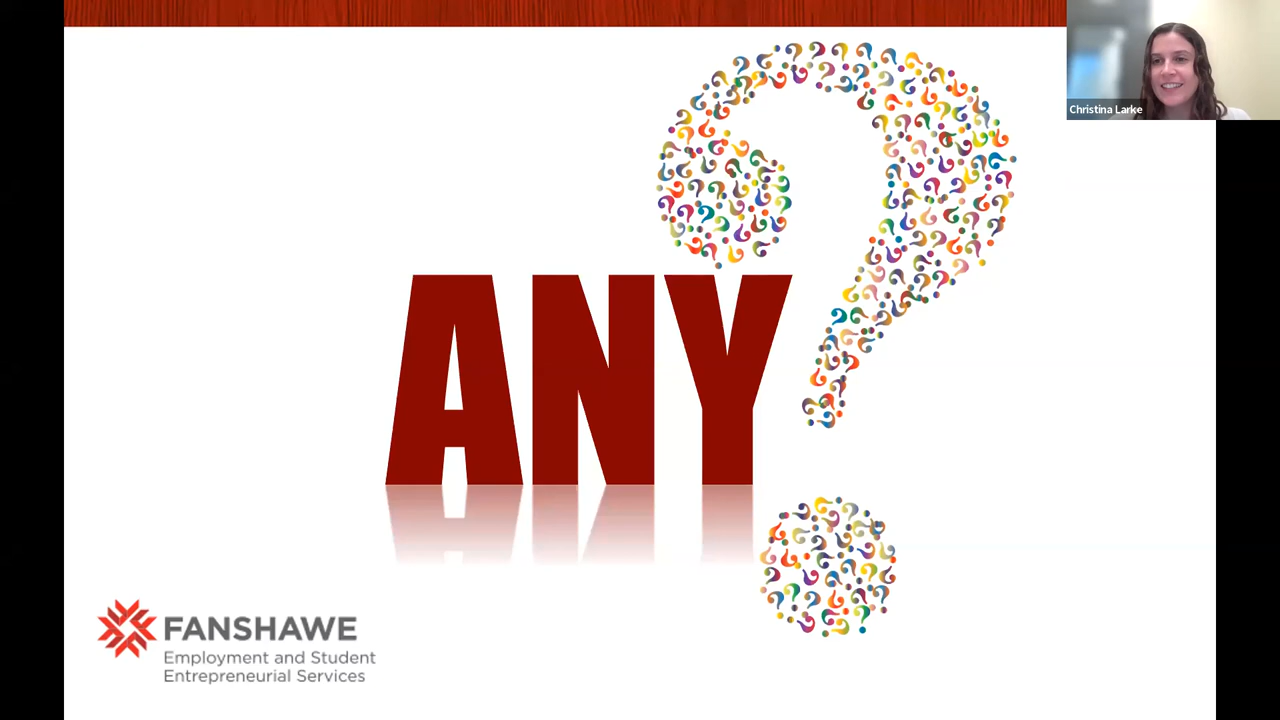 Christina Larke
ANY?
FANSHAWE
Employment and Student
Entrepreneurial Services